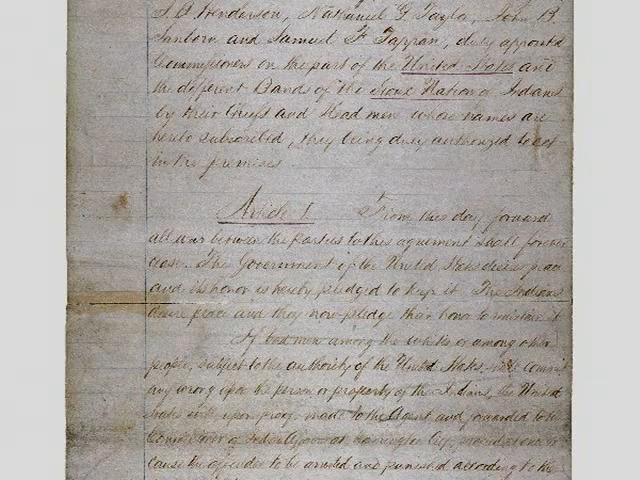 J. B. Henderson, Nathaniel G. Taylor, John B.
Sanborn and Samuel F. Tappan, duly appointed
Commissioners on the part of the United States and
the different Bands of the Sioux Nation of Indians
by their Chiefs and Head men whose names are
hereto subscribed, they being duly authorized to act
in the premises
Article 1. From this day forward
all war between the parties to this agreement shall forever
cease. The Government of the United States desires peace
and its honor is hereby pledged to keep it. The Indians
desire peace and they now pledge their honor to maintain it
If bad men among the whites or among other
people, subject to the authority of the United States, shall commit
any wrong upon the person or property of the Indians, the United
States will upon proof made to the Agent and forwarded to the
Commissioner of Indian Affairs at Washington City, proceed at once to
cause the offender to be arrested and punished according to the